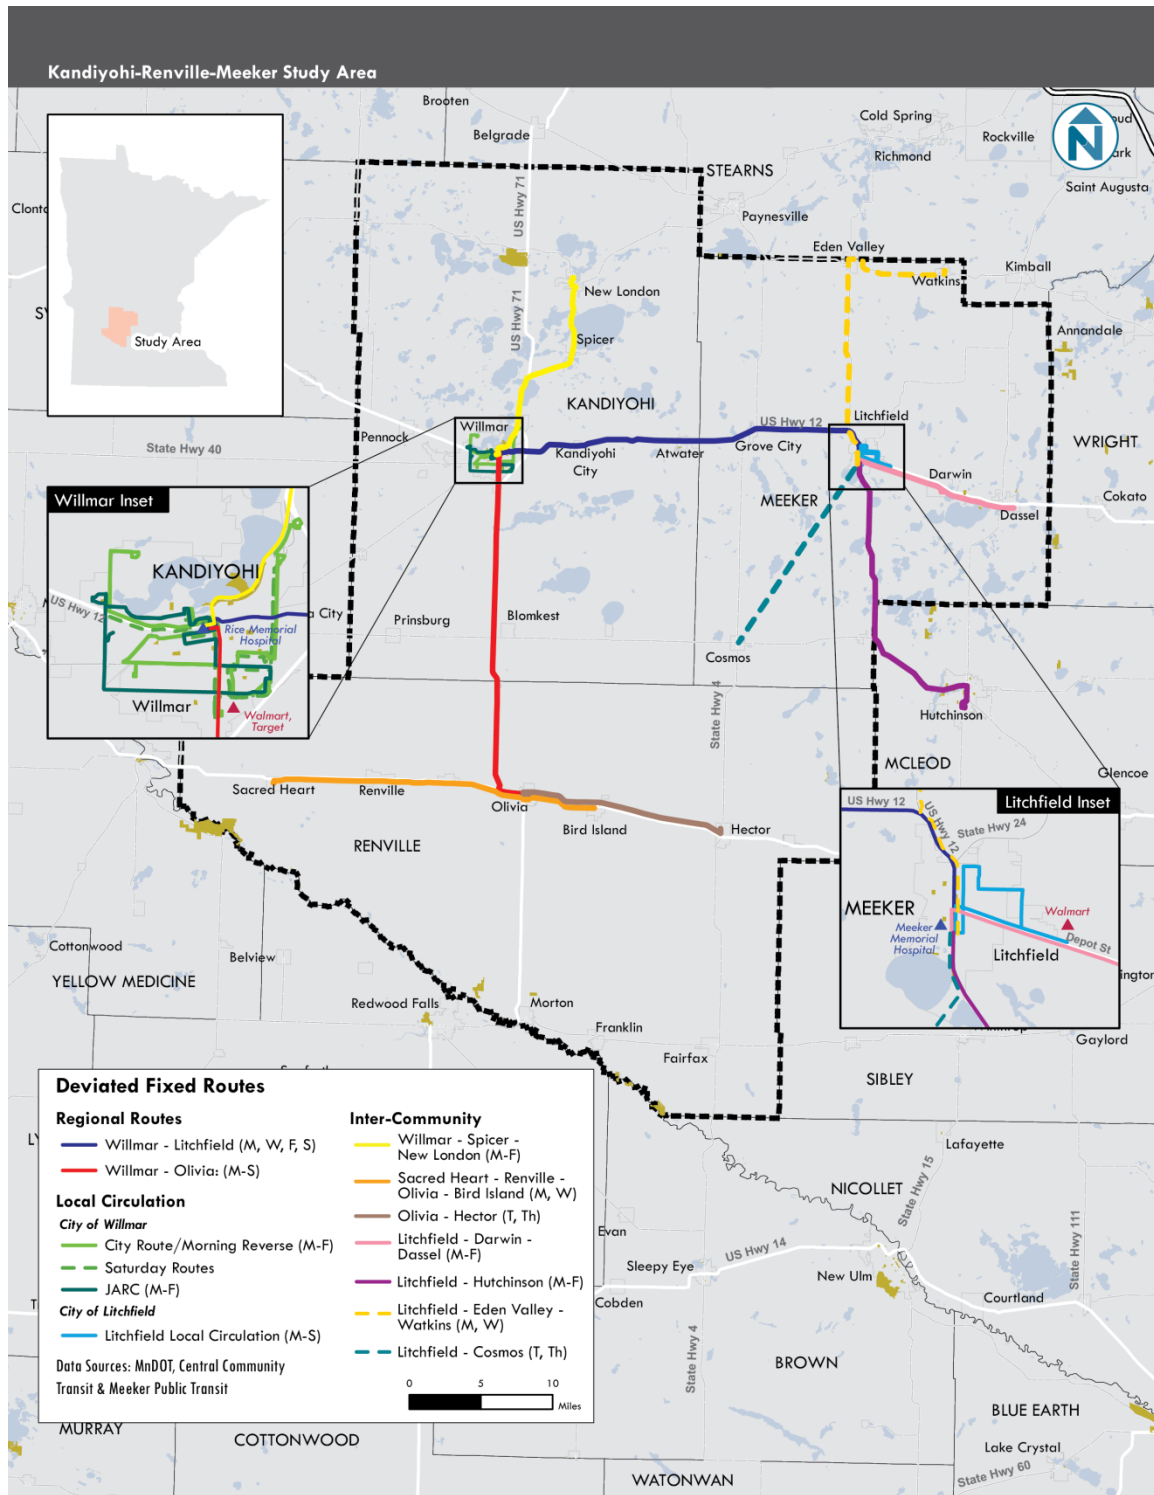 Kandiyohi-Renville-Meeker Study Area
Brooten
Belgrade
Cold Spring
Rockville
Richmond
Saint Augusta
STEARNS
Paynesville
US Hwy 71
Eden Valley
Kimball
Watkins
New London
Annandale
US Hwy 71
Spicer
Study Area
KANDIYOHI
Litchfield
US Hwy 12
Willmar
Pennock
State Hwy 40
Kandiyohi
City
Atwater
Grove City
WRIGHT
Darwin
Cokato
MEEKER
Dassel
Willmar Inset
KANDIYOHI
US Hwy 12
a City
Rice Memorial
Hospital
Willmar
Walmart,
Target
Prinsburg
Blomkest
Cosmos
State Hwy 4
Hutchinson
MCLEOD
Glencoe
Sacred Heart
Renville
Olivia
Bird Island
Hector
RENVILLE
Litchfield Inset
US Hwy 12
US Hwy 12
State Hwy 24
MEEKER
Meeker
Memorial
Hospital
Walmart
Depot St
Litchfield
ington
Cottonwood
Belview
YELLOW MEDICINE
Redwood Falls
Morton
Franklin
Fairfax
Gaylord
SIBLEY
Lafayette
NICOLLET
State Hwy 15
State Hwy 111
Evan
US Hwy 14
Sleepy Eye
New Ulm
Courtland
Cobden
State Hwy 4
BROWN
BLUE EARTH
Lake Crystal
State Hwy 60
MURRAY
COTTONWOOD
WATONWAN
Deviated Fixed Routes
Regional Routes
Willmar - Litchfield (M, W, F, S)
Willmar - Olivia: (M-S)
Local Circulation
City of Willmar
City Route/Morning Reverse (M-F)
Saturday Routes
JARC (M-F)
City of Litchfield
Litchfield Local Circulation (M-S)
Data Sources: MnDOT, Central Community
Transit & Meeker Public Transit
Inter-Community
Willmar - Spicer -
New London (M-F)
Sacred Heart - Renville -
Olivia - Bird Island (M, W)
Olivia - Hector (T, Th)
Litchfield - Darwin -
Dassel (M-F)
Litchfield - Hutchinson (M-F)
Litchfield - Eden Valley -
Watkins (M, W)
Litchfield - Cosmos (T, Th)
0 5 10
Miles
N